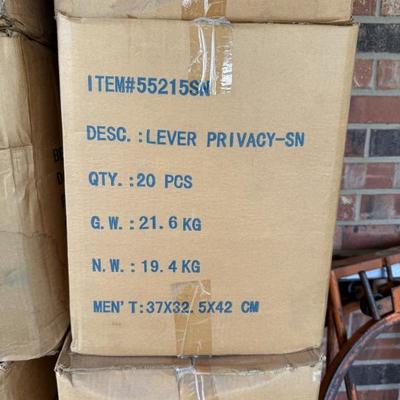 ITEM#55215SN
DESC.:LEVER PRIVACY-SN
QTY.:20 PCS
G.W.:21.6 KG
N.W.:19.4 KG
MEN'T:37X32.5X42 CM